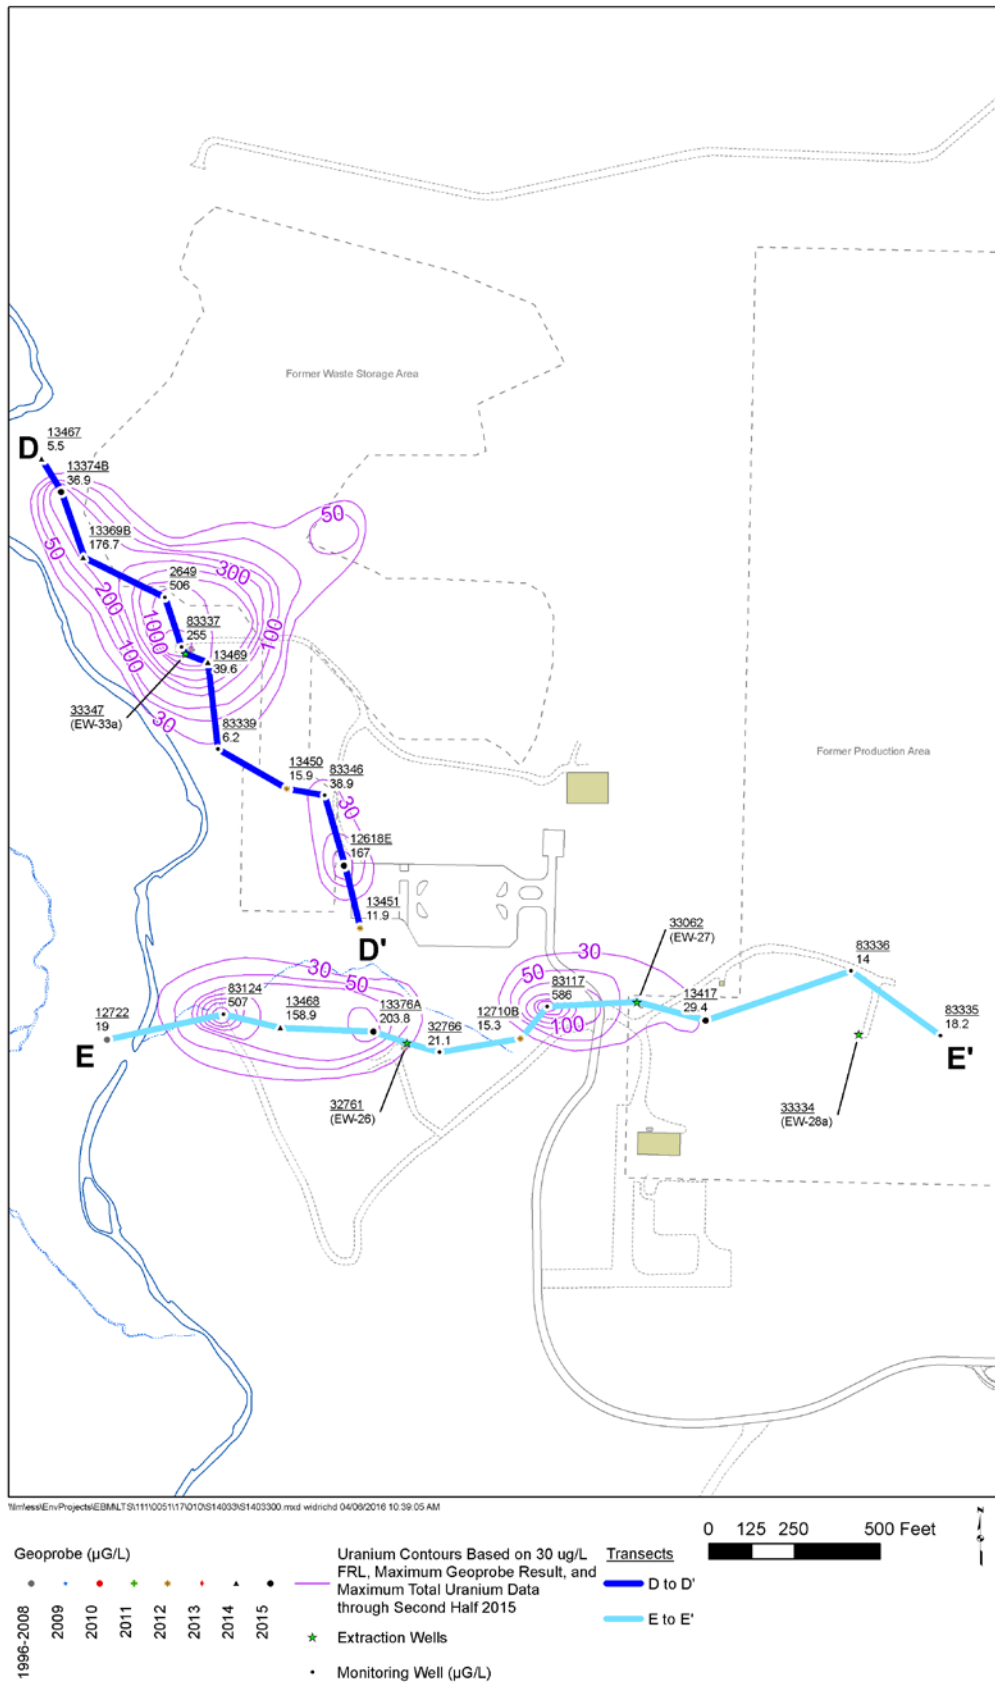 Former Waste Storage Area
D
13467
5.5
13374B
36.9
50
50
13369B
176.7
300
200
2649
506
1000
83337
255
100
100
13469
39.6
33347
(EW-33a)
30
83339
6.2
Former Production Area
13450
15.9
83346
38.9
30
12618E
167
13451
11.9
D'
33062
(EW-27)
30
50
30
50
83336
14
83124
507
83117
586
12722
19
13468
158.9
13376A
203.8
12710B
15.3
100
13417
29.4
83335
18.2
32766
21.1
E
E'
32761
(EW-26)
33334
(EW-28a)
0 125 250 500 Feet
N
Geoprobe (µG/L)
1996-2008
2009
2010
2011
2012
2013
2014
2015
Uranium Contours Based on 30 ug/L
FRL, Maximum Geoprobe Result, and
Maximum Total Uranium Data
through Second Half 2015
Extraction Wells
Monitoring Well (µG/L)
Transects
D to D'
E to E'